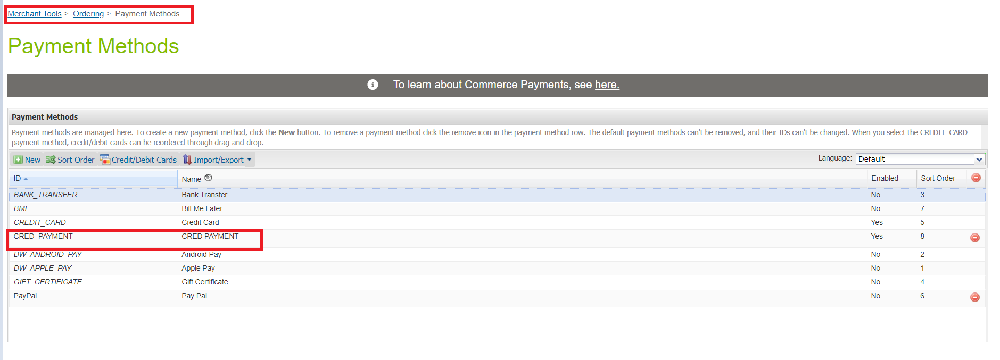 Merchant Tools > Ordering > Payment Methods
Payment Methods
To learn about Commerce Payments, see here.
Payment Methods
Payment methods are managed here. To create a new payment method, click the New button. To remove a payment method click the remove icon in the payment method row. The default payment methods can't be removed, and their IDs can't be changed. When you select the CREDIT_CARD
payment method, credit/debit cards can be reordered through drag-and-drop.
New Sort Order Credit/Debit Cards Import/Export Language: Default
ID Name Enabled Sort Order
BANK_TRANSFER Bank Transfer No 3
BML Bill Me Later No 7
CREDIT_CARD Credit Card Yes 5
CRED_PAYMENT CRED PAYMENT Yes 8
DW_ANDROID_PAY Android Pay No 2
DW_APPLE_PAY Apple Pay No 1
GIFT_CERTIFICATE Gift Certificate No 4
PayPal Pay Pal No 6